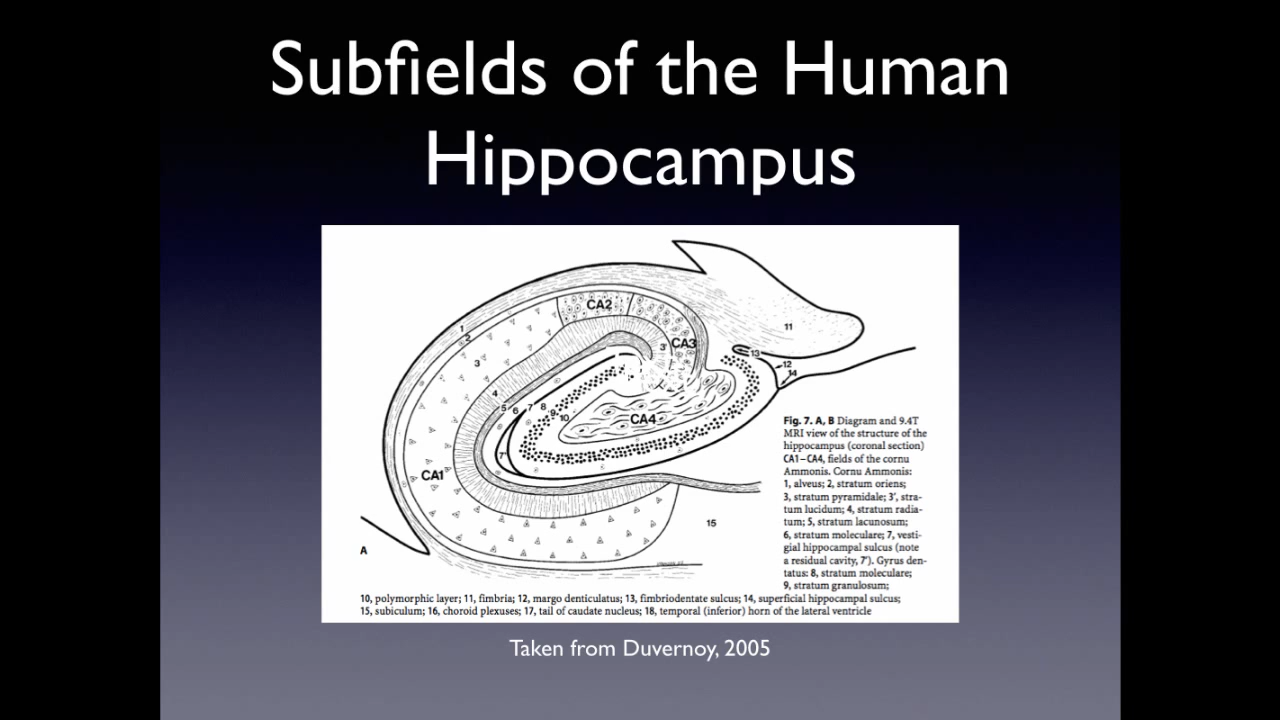 Subfields of the Human
Hippocampus
CA2
11
1
2
3
3'
CA3
13
12
14
4
5
6
7
8
9
10
CA4
7'
CA1
15
A
Fig. 7. A, B Diagram and 9.4T
MRI view of the structure of the
hippocampus (coronal section)
CA1–CA4, fields of the cornu
Ammonis. Cornu Ammonis:
1, alveus; 2, stratum oriens;
3, stratum pyramidale; 3', stra-
tum lucidum; 4, stratum radia-
tum; 5, stratum lacunosum;
6, stratum moleculare; 7, vesti-
gial hippocampal sulcus (note
a residual cavity, 7'). Gyrus den-
tatus: 8, stratum moleculare;
9, stratum granulosum;
10, polymorphic layer; 11, fimbria; 12, margo denticulatus; 13, fimbriodentate sulcus; 14, superficial hippocampal sulcus;
15, subiculum; 16, choroid plexuses; 17, tail of caudate nucleus; 18, temporal (inferior) horn of the lateral ventricle
Taken from Duvernoy, 2005